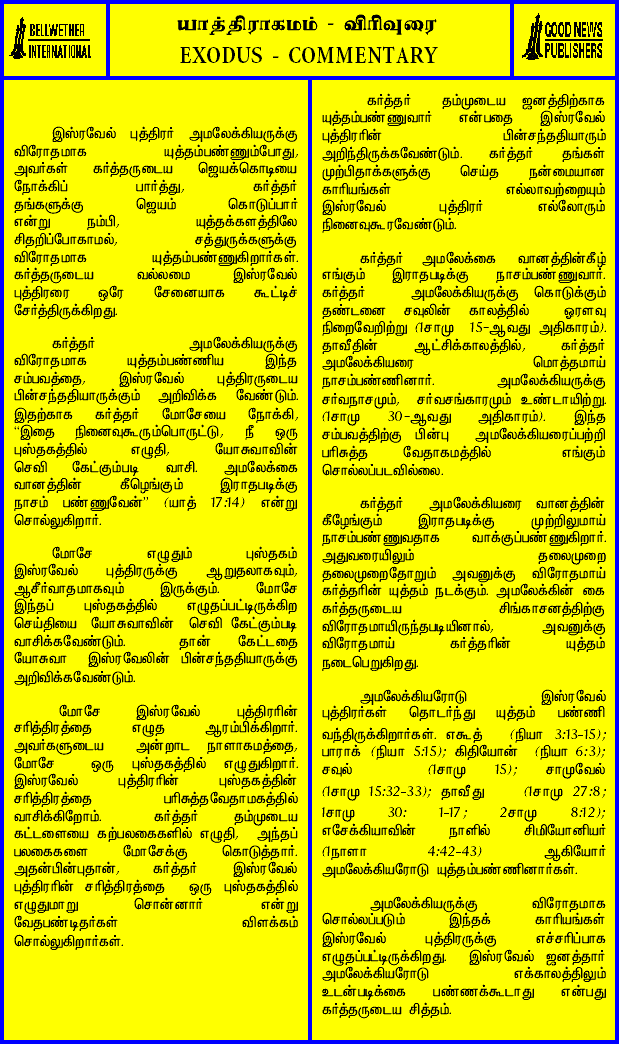 BELLWETHER
INTERNATIONAL
யாத்திராகமம் - விரிவுரை
EXODUS - COMMENTARY
GOOD NEWS
PUBLISHERS
இஸ்ரவேல் புத்திரர் அமலேக்கியருக்கு
விரோதமாக யுத்தம்பண்ணும்போது,
அவர்கள் கர்த்தருடைய ஜெயக்கொடியை
நோக்கிப் பார்த்து, கர்த்தர்
தங்களுக்கு ஜெயம் கொடுப்பார்
என்று நம்பி, யுத்தக்களத்திலே
சிதறிப்போகாமல், சத்துருக்களுக்கு
விரோதமாக யுத்தம்பண்ணுகிறார்கள்.
கர்த்தருடைய வல்லமை இஸ்ரவேல்
புத்திரரை ஒரே சேனையாக கூட்டிச்
சேர்த்திருக்கிறது.
கர்த்தர் அமலேக்கியருக்கு
விரோதமாக யுத்தம்பண்ணிய இந்த
சம்பவத்தை, இஸ்ரவேல் புத்திரருடைய
பின்சந்ததியாருக்கும் அறிவிக்க வேண்டும்.
இதற்காக கர்த்தர் மோசேயை நோக்கி,
“இதை நினைவுகூரும்பொருட்டு, நீ ஒரு
புஸ்தகத்தில் எழுதி, யோசுவாவின்
செவி கேட்கும்படி வாசி. அமலேக்கை
வானத்தின் கீழெங்கும் இராதபடிக்கு
நாசம் பண்ணுவேன்” (யாத் 17:14) என்று
சொல்லுகிறார்.
மோசே எழுதும் புஸ்தகம்
இஸ்ரவேல் புத்திரருக்கு ஆறுதலாகவும்,
ஆசீர்வாதமாகவும் இருக்கும். மோசே
இந்தப் புஸ்தகத்தில் எழுதப்பட்டிருக்கிற
செய்தியை யோசுவாவின் செவி கேட்கும்படி
வாசிக்கவேண்டும். தான் கேட்டதை
யோசுவா இஸ்ரவேலின் பின்சந்ததியாருக்கு
அறிவிக்கவேண்டும்.
மோசே இஸ்ரவேல் புத்திரரின்
சரித்திரத்தை எழுத ஆரம்பிக்கிறார்.
அவர்களுடைய அன்றாட நாளாகமத்தை,
மோசே ஒரு புஸ்தகத்தில் எழுதுகிறார்.
இஸ்ரவேல் புத்திரரின் புஸ்தகத்தின்
சரித்திரத்தை பரிசுத்தவேதாமகத்தில்
வாசிக்கிறோம். கர்த்தர் தம்முடைய
கட்டளையை கற்பலகைகளில் எழுதி, அந்தப்
பலகைகளை மோசேக்கு கொடுத்தார்.
அதன்பின்புதான், கர்த்தர் இஸ்ரவேல்
புத்திரரின் சரித்திரத்தை ஒரு புஸ்தகத்தில்
எழுதுமாறு சொன்னார் என்று
வேதபண்டிதர்கள் விளக்கம்
சொல்லுகிறார்கள்.
கர்த்தர் தம்முடைய ஜனத்திற்காக
யுத்தம்பண்ணுவார் என்பதை இஸ்ரவேல்
புத்திரரின் பின்சந்ததியாரும்
அறிந்திருக்கவேண்டும். கர்த்தர் தங்கள்
முற்பிதாக்களுக்கு செய்த நன்மையான
காரியங்கள் எல்லாவற்றையும்
இஸ்ரவேல் புத்திரர் எல்லோரும்
நினைவுகூரவேண்டும்.
கர்த்தர் அமலேக்கை வானத்தின்கீழ்
எங்கும் இராதபடிக்கு நாசம்பண்ணுவார்.
கர்த்தர் அமலேக்கியருக்கு கொடுக்கும்
தண்டனை சவுலின் காலத்தில் ஓரளவு
நிறைவேறிற்று (1சாமு 15-ஆவது அதிகாரம்).
தாவீதின் ஆட்சிக்காலத்தில், கர்த்தர்
அமலேக்கியரை மொத்தமாய்
நாசம்பண்ணினார். அமலேக்கியருக்கு
சர்வநாசமும், சர்வசங்காரமும் உண்டாயிற்று.
(1சாமு 30-ஆவது அதிகாரம்). இந்த
சம்பவத்திற்கு பின்பு அமலேக்கியரைப்பற்றி
பரிசுத்த வேதாகமத்தில் எங்கும்
சொல்லப்படவில்லை.
கர்த்தர் அமலேக்கியரை வானத்தின்
கீழேங்கும் இராதபடிக்கு முற்றிலுமாய்
நாசம்பண்ணுவதாக வாக்குப்பண்ணுகிறார்.
அதுவரையிலும் தலைமுறை
தலைமுறைதோறும் அவனுக்கு விரோதமாய்
கர்த்தரின் யுத்தம் நடக்கும். அமலேக்கின் கை
கர்த்தருடைய சிங்காசனத்திற்கு
விரோதமாயிருந்தபடியினால், அவனுக்கு
விரோதமாய் கர்த்தரின் யுத்தம்
நடைபெறுகிறது.
அமலேக்கியரோடு இஸ்ரவேல்
புத்திரர்கள் தொடர்ந்து யுத்தம் பண்ணி
வந்திருக்கிறார்கள். எகூத் (நியா 3:13-15);
பாராக் (நியா 5:15); கிதியோன் (நியா 6:3);
சவுல் (1சாமு 15); சாமுவேல்
(1சாமு 15:32-33); தாவீது (1சாமு 27:8;
1சாமு 30: 1-17; 2சாமு 8:12);
எசேக்கியாவின் நாளில் சிமியோனியர்
(1நாளா 4:42-43) ஆகியோர்
அமலேக்கியரோடு யுத்தம்பண்ணினார்கள்.
அமலேக்கியருக்கு விரோதமாக
சொல்லப்படும் இந்தக் காரியங்கள்
இஸ்ரவேல் புத்திரருக்கு எச்சரிப்பாக
எழுதப்பட்டிருக்கிறது. இஸ்ரவேல் ஜனத்தார்
அமலேக்கியரோடு எக்காலத்திலும்
உடன்படிக்கை பண்ணக்கூடாது என்பது
கர்த்தருடைய சித்தம்.